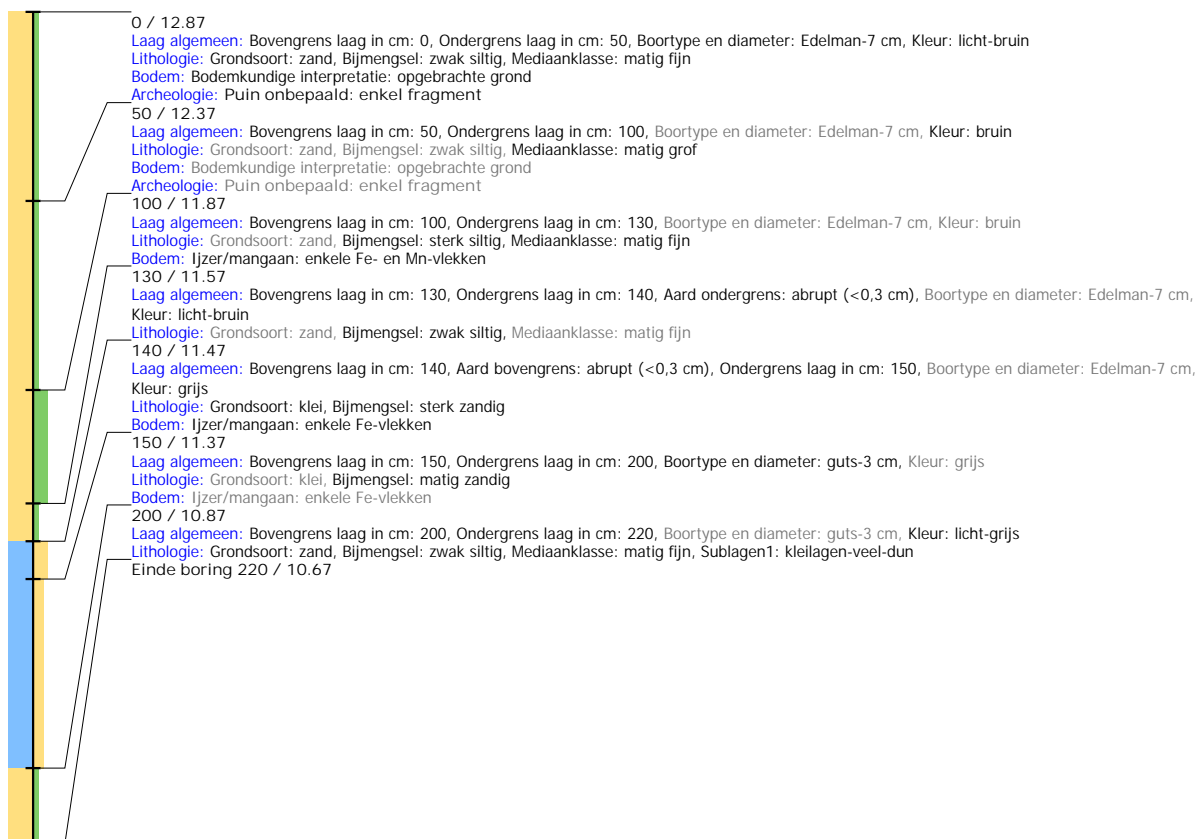 0 / 12.87
Laag algemeen: Bovengrens laag in cm: 0, Ondergrens laag in cm: 50, Boortype en diameter: Edelman-7 cm, Kleur: licht-bruin
Lithologie: Grondsoort: zand, Bijmengsel: zwak siltig, Mediaanklasse: matig fijn
Bodem: Bodemkundige interpretatie: opgebrachte grond
Archeologie: Puin onbepaald: enkel fragment
50 / 12.37
Laag algemeen: Bovengrens laag in cm: 50, Ondergrens laag in cm: 100, Boortype en diameter: Edelman-7 cm, Kleur: bruin
Lithologie: Grondsoort: zand, Bijmengsel: zwak siltig, Mediaanklasse: matig grof
Bodem: Bodemkundige interpretatie: opgebrachte grond
Archeologie: Puin onbepaald: enkel fragment
100 / 11.87
Laag algemeen: Bovengrens laag in cm: 100, Ondergrens laag in cm: 130, Boortype en diameter: Edelman-7 cm, Kleur: bruin
Lithologie: Grondsoort: zand, Bijmengsel: sterk siltig, Mediaanklasse: matig fijn
Bodem: Ijzer/mangaan: enkele Fe- en Mn-vlekken
130 / 11.57
Laag algemeen: Bovengrens laag in cm: 130, Ondergrens laag in cm: 140, Aard ondergrens: abrupt (<0,3 cm), Boortype en diameter: Edelman-7 cm,
Kleur: licht-bruin
Lithologie: Grondsoort: zand, Bijmengsel: zwak siltig, Mediaanklasse: matig fijn
140 / 11.47
Laag algemeen: Bovengrens laag in cm: 140, Aard bovengrens: abrupt (<0,3 cm), Ondergrens laag in cm: 150, Boortype en diameter: Edelman-7 cm,
Kleur: grijs
Lithologie: Grondsoort: klei, Bijmengsel: sterk zandig
Bodem: Ijzer/mangaan: enkele Fe-vlekken
150 / 11.37
Laag algemeen: Bovengrens laag in cm: 150, Ondergrens laag in cm: 200, Boortype en diameter: guts-3 cm, Kleur: grijs
Lithologie: Grondsoort: klei, Bijmengsel: matig zandig
Bodem: Ijzer/mangaan: enkele Fe-vlekken
200 / 10.87
Laag algemeen: Bovengrens laag in cm: 200, Ondergrens laag in cm: 220, Boortype en diameter: guts-3 cm, Kleur: licht-grijs
Lithologie: Grondsoort: zand, Bijmengsel: zwak siltig, Mediaanklasse: matig fijn, Sublagen1: kleilagen-veel-dun
Einde boring 220 / 10.67